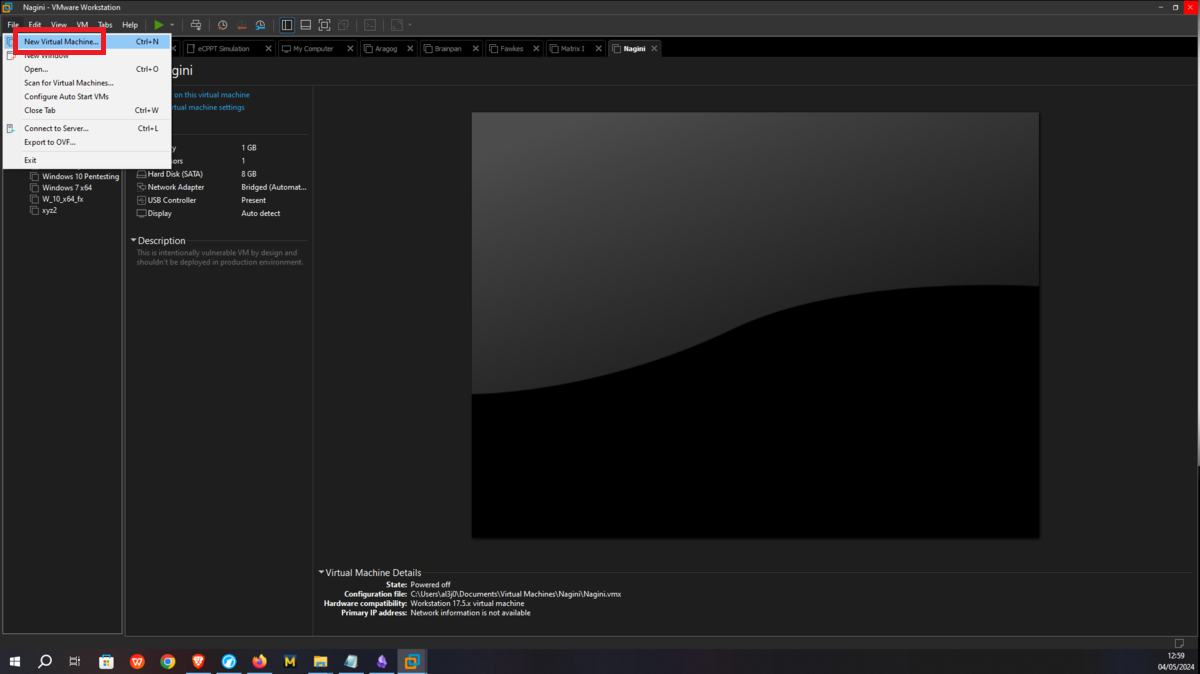 Nagini - VMware Workstation
File Edit View VM Tabs Help
New Virtual Machine... Ctrl+N
New Window
Open... Ctrl+O
Scan for Virtual Machines...
Configure Auto Start VMs
Close Tab Ctrl+W
Connect to Server... Ctrl+L
Export to OVF...
Exit
eCPPT Simulation
My Computer
Aragog
Brainpan
Fawkes
Matrix I
Nagini
gini
on this virtual machine
rtual machine settings
Windows 10 Pentesting
Windows 7 x64
W_10_x64_fx
xyz2
y 1 GB
sors 1
Hard Disk (SATA) 8 GB
Network Adapter Bridged (Automat...
USB Controller Present
Display Auto detect
Description
This is intentionally vulnerable VM by design and
shouldn't be deployed in production environment.
Virtual Machine Details
State: Powered off
Configuration file: C:\Users\al3j0\Documents\Virtual Machines\Nagini\Nagini.vmx
Hardware compatibility: Workstation 17.5.x virtual machine
Primary IP address: Network information is not available
12:59
04/05/2024